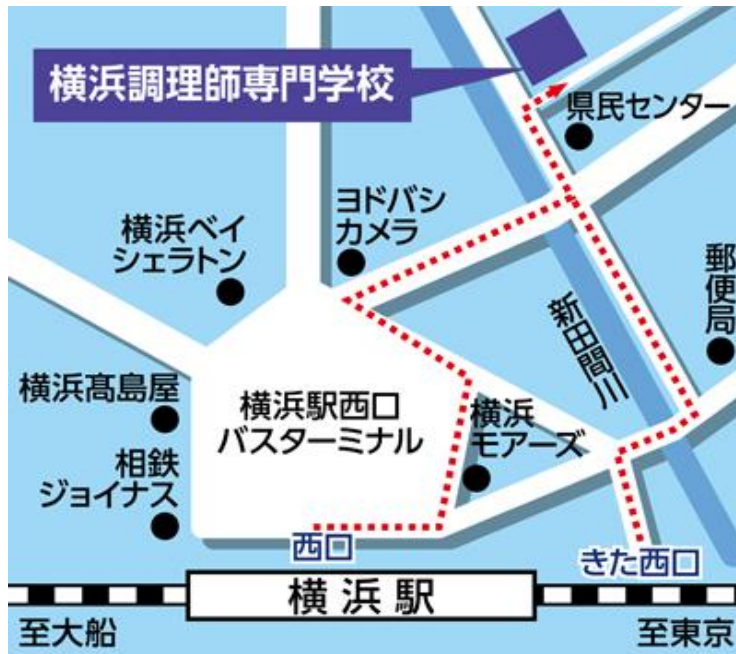 横浜調理師専門学校
県民センター
ヨドバシ
カメラ
横浜ベイ
シェラトン
郵便局
新田間川
横浜髙島屋
横浜駅西口
バスターミナル
横浜
モアーズ
相鉄
ジョイナス
西口
きた西口
横浜駅
至大船
至東京